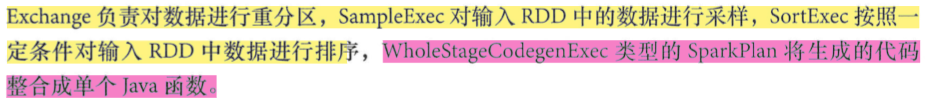 Exchange 负责对数据进行重分区，SampleExec 对输入 RDD 中的数据进行采样，SortExec 按照一
定条件对输入 RDD 中数据进行排序，WholeStageCodegenExec 类型的 SparkPlan 将生成的代码
整合成单个 Java 函数。